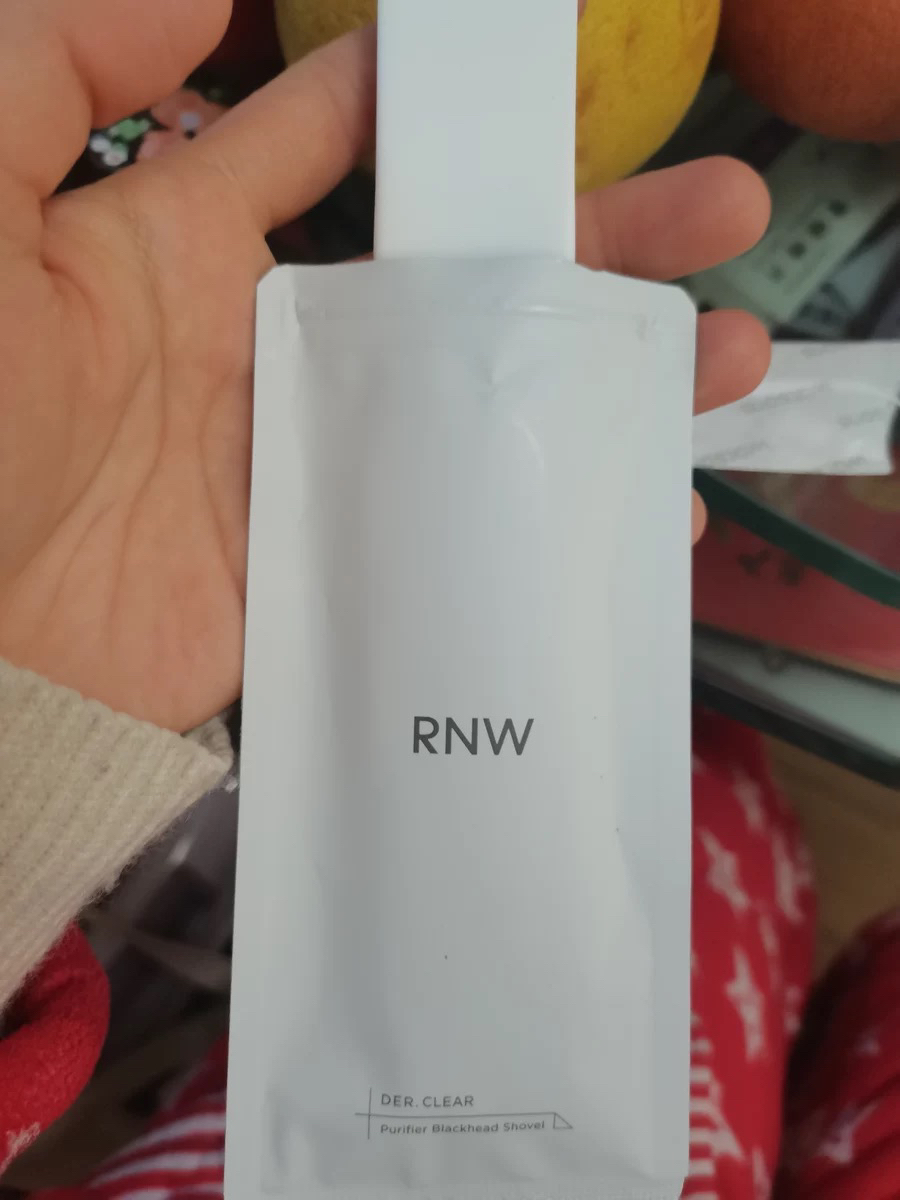 RNW
DER. CLEAR
Purifier Blackhead Shovel